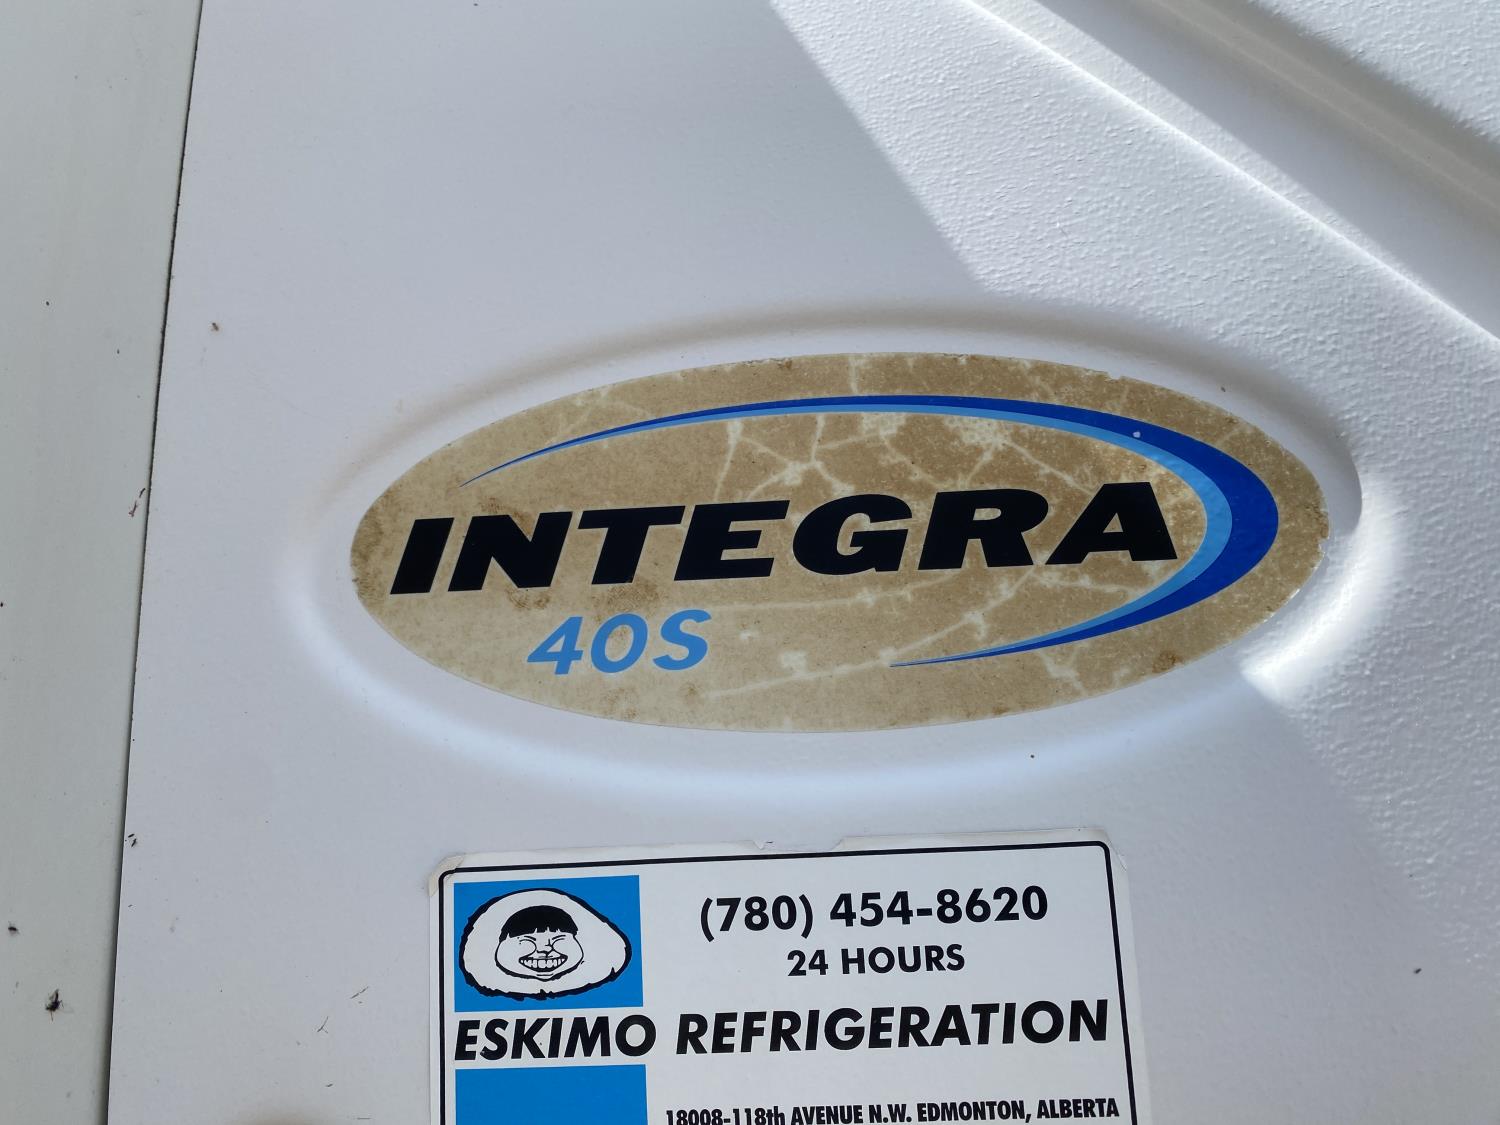 INTEGRA
40S
(780) 454-8620
24 HOURS
ESKIMO REFRIGERATION
18008-118th AVENUE N.W. EDMONTON, ALBERTA